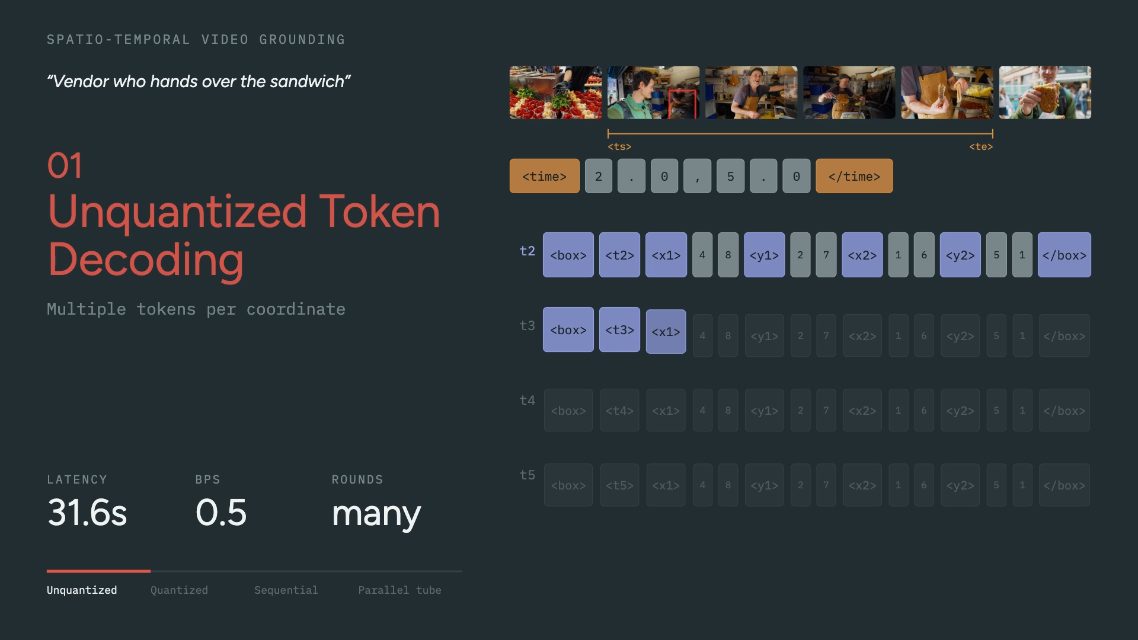 SPATIO-TEMPORAL VIDEO GROUNDING
“Vendor who hands over the sandwich”
01
Unquantized Token
Decoding
Multiple tokens per coordinate
LATENCY BPS ROUNDS
31.6s 0.5 many
Unquantized Quantized Sequential Parallel tube
<ts> <te>
<time> 2 . 0 , 5 . 0 </time>
t2 <box> <t2> <x1> 4 8 <y1> 2 7 <x2> 1 6 <y2> 5 1 </box>
t3 <box> <t3> <x1> 4 8 <y1> 2 7 <x2> 1 6 <y2> 5 1 </box>
t4 <box> <t4> <x1> 4 8 <y1> 2 7 <x2> 1 6 <y2> 5 1 </box>
t5 <box> <t5> <x1> 4 8 <y1> 2 7 <x2> 1 6 <y2> 5 1 </box>